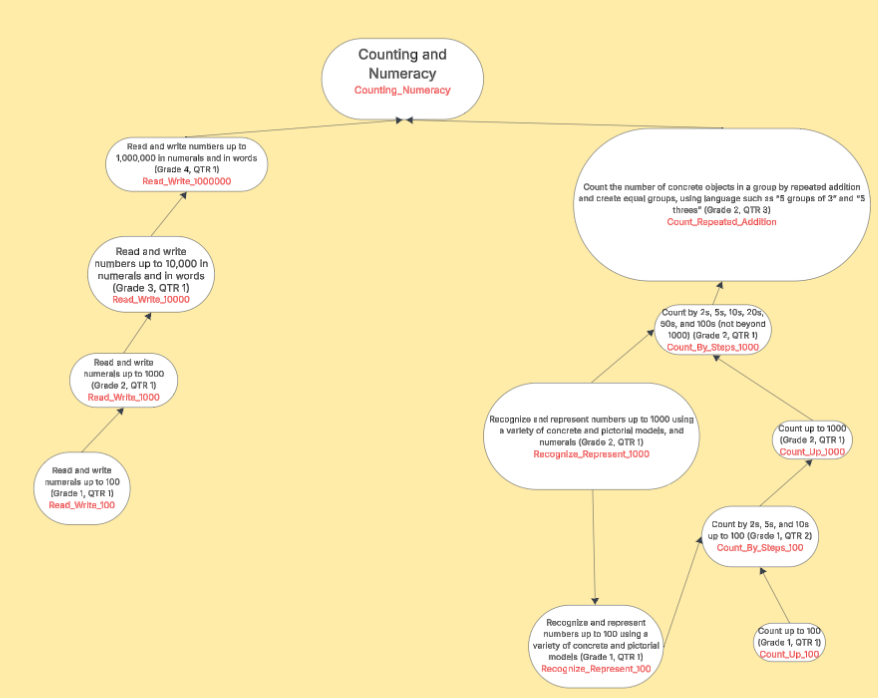 Counting and
Numeracy
Counting_Numeracy
Read and write numbers up to
1,000,000 in numerals and in words
(Grade 4, QTR 1)
Read_Write_1000000
Read and write
numbers up to 10,000 in
numerals and in words
(Grade 3, QTR 1)
Read_Write_10000
Read and write
numerals up to 1000
(Grade 2, QTR 1)
Read_Write_1000
Read and write
numerals up to 100
(Grade 1, QTR 1)
Read_Write_100
Count the number of concrete objects in a group by repeated addition
and create equal groups, using language such as “5 groups of 3” and “5
threes” (Grade 2, QTR 3)
Count_Repeated_Addition
Count by 2s, 5s, 10s, 20s,
50s, and 100s (not beyond
1000) (Grade 2, QTR 1)
Count_By_Steps_1000
Recognize and represent numbers up to 1000 using
a variety of concrete and pictorial models, and
numerals (Grade 2, QTR 1)
Recognize_Represent_1000
Count up to 1000
(Grade 2, QTR 1)
Count_Up_1000
Count by 2s, 5s, and 10s
up to 100 (Grade 1, QTR 2)
Count_By_Steps_100
Recognize and represent
numbers up to 100 using a
variety of concrete and pictorial
models (Grade 1, QTR 1)
Recognize_Represent_100
Count up to 100
(Grade 1, QTR 1)
Count_Up_100